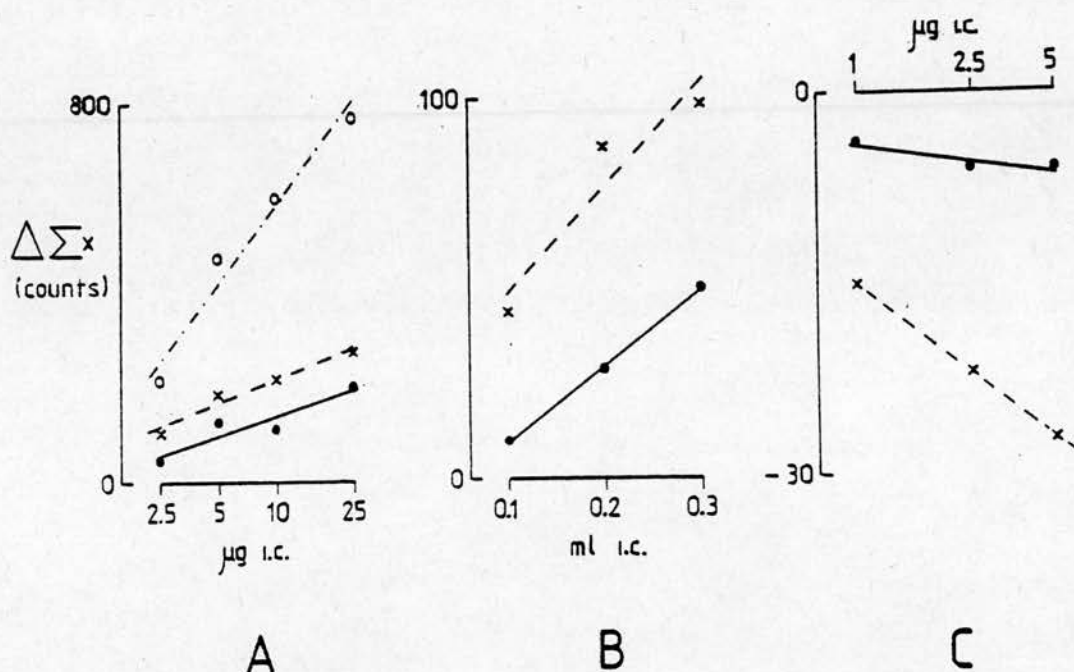 800
ΔΣx
(counts)
0
2.5 5 10 25
µg i.c.
A
100
0
0.1 0.2 0.3
ml i.c.
B
µg i.c
1 2.5 5
0
-30
C